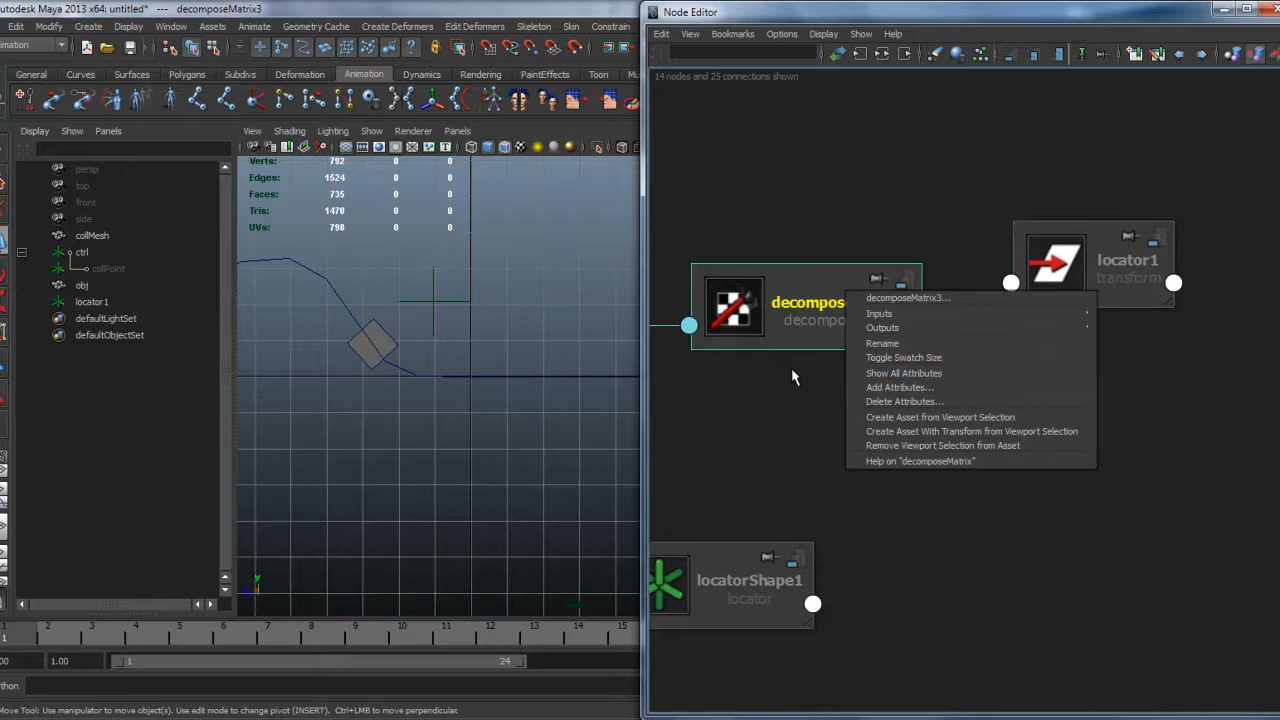 Autodesk Maya 2013 x64: untitled* --- decomposeMatrix3
Edit Modify Create Display Window Assets Animate Geometry Cache Create Deformers Edit Deformers Skeleton Skin Constrain
General Curves Surfaces Polygons Subdivs Deformation Animation Dynamics Rendering PaintEffects Toon
Display Show Panels
View Shading Lighting Show Renderer Panels
persp
top
front
side
collMesh
ctrl
collPoint
obj
locator1
defaultLightSet
defaultObjectSet
Verts: 792 0 0
Edges: 1524 0 0
Faces: 735 0 0
Tris: 1470 0 0
UVs: 798 0 0
y
2 3 4 5 6 7 8 9 10 11 12 13 14 15
1
1.00 1 24
Move Tool: Use manipulator to move object(s). Use edit mode to change pivot (INSERT). Ctrl+LMB to move perpendicular.
Node Editor
Edit View Bookmarks Options Display Show Help
14 nodes and 25 connections shown
locator1
transform
decompos
decompo
decomposeMatrix3...
Inputs
Outputs
Rename
Toggle Swatch Size
Show All Attributes
Add Attributes...
Delete Attributes...
Create Asset from Viewport Selection
Create Asset With Transform from Viewport Selection
Remove Viewport Selection from Asset
Help on "decomposeMatrix"
locatorShape1
locator